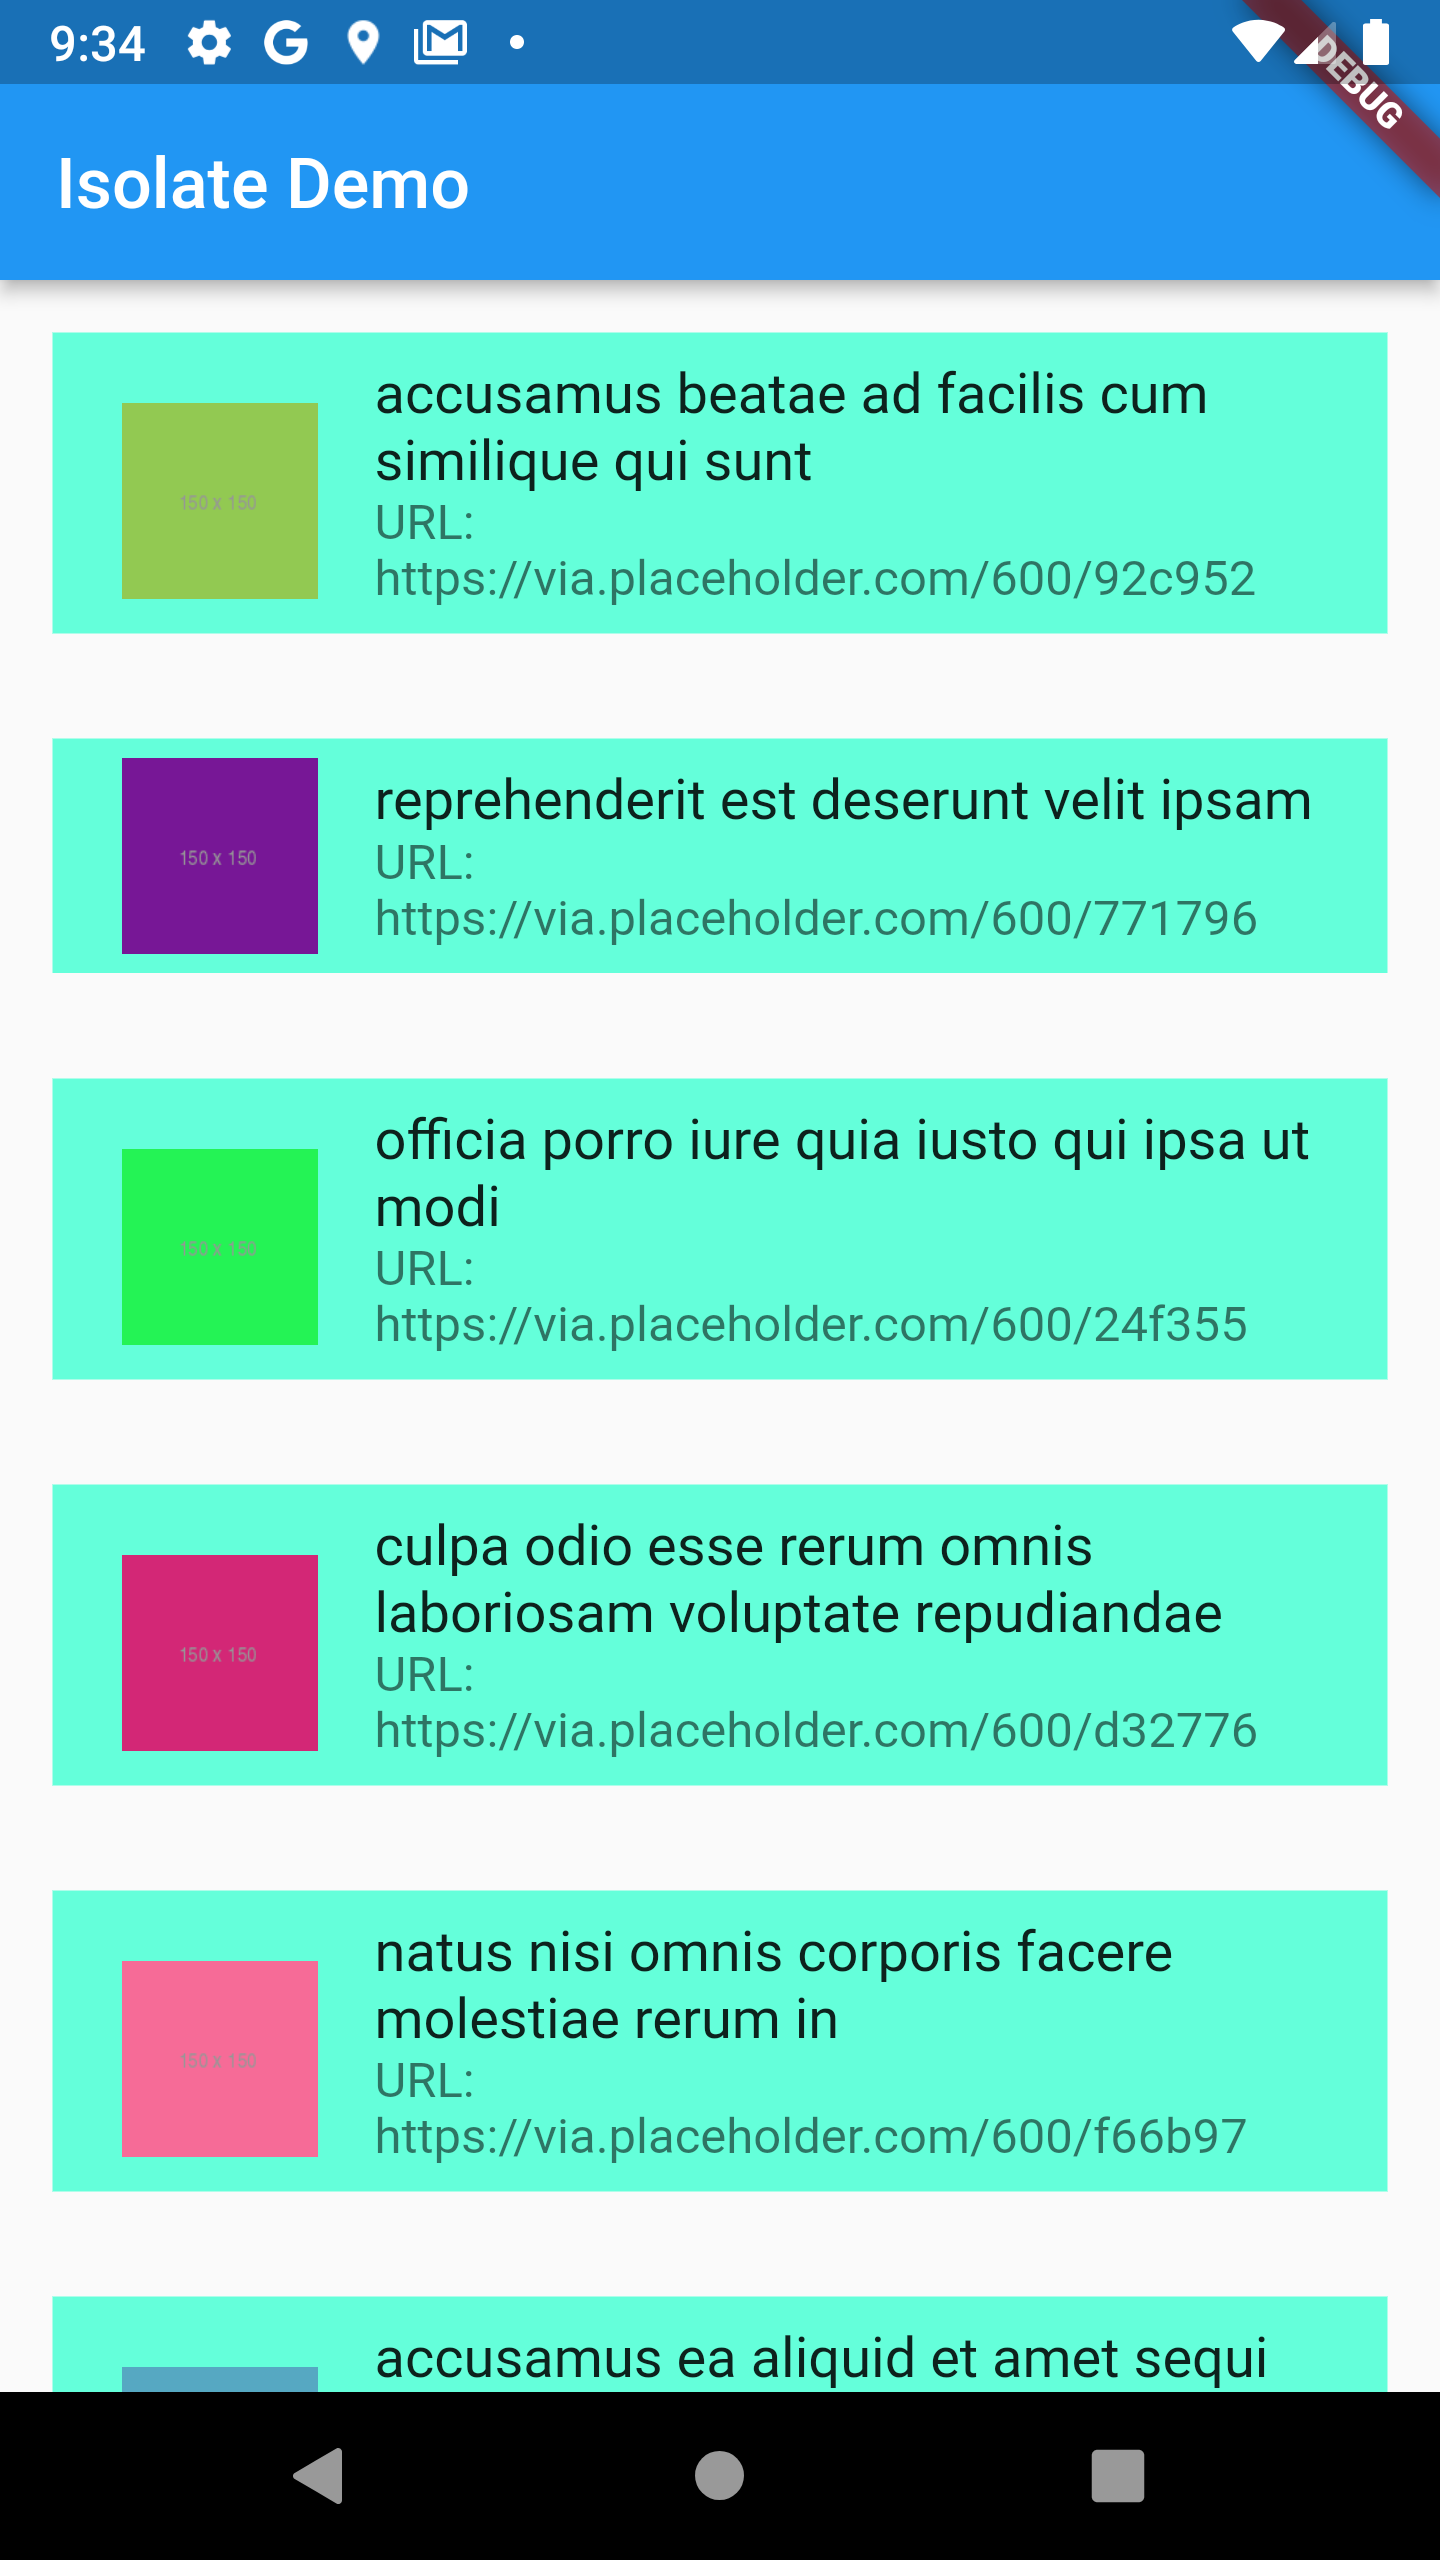 9:34
DEBUG
Isolate Demo
accusamus beatae ad facilis cum
similique qui sunt
150 x 150
URL:
https://via.placeholder.com/600/92c952
reprehenderit est deserunt velit ipsam
150 x 150
URL:
https://via.placeholder.com/600/771796
officia porro iure quia iusto qui ipsa ut
modi
150 x 150
URL:
https://via.placeholder.com/600/24f355
culpa odio esse rerum omnis
laboriosam voluptate repudiandae
150 x 150
URL:
https://via.placeholder.com/600/d32776
natus nisi omnis corporis facere
molestiae rerum in
150 x 150
URL:
https://via.placeholder.com/600/f66b97
accusamus ea aliquid et amet sequi